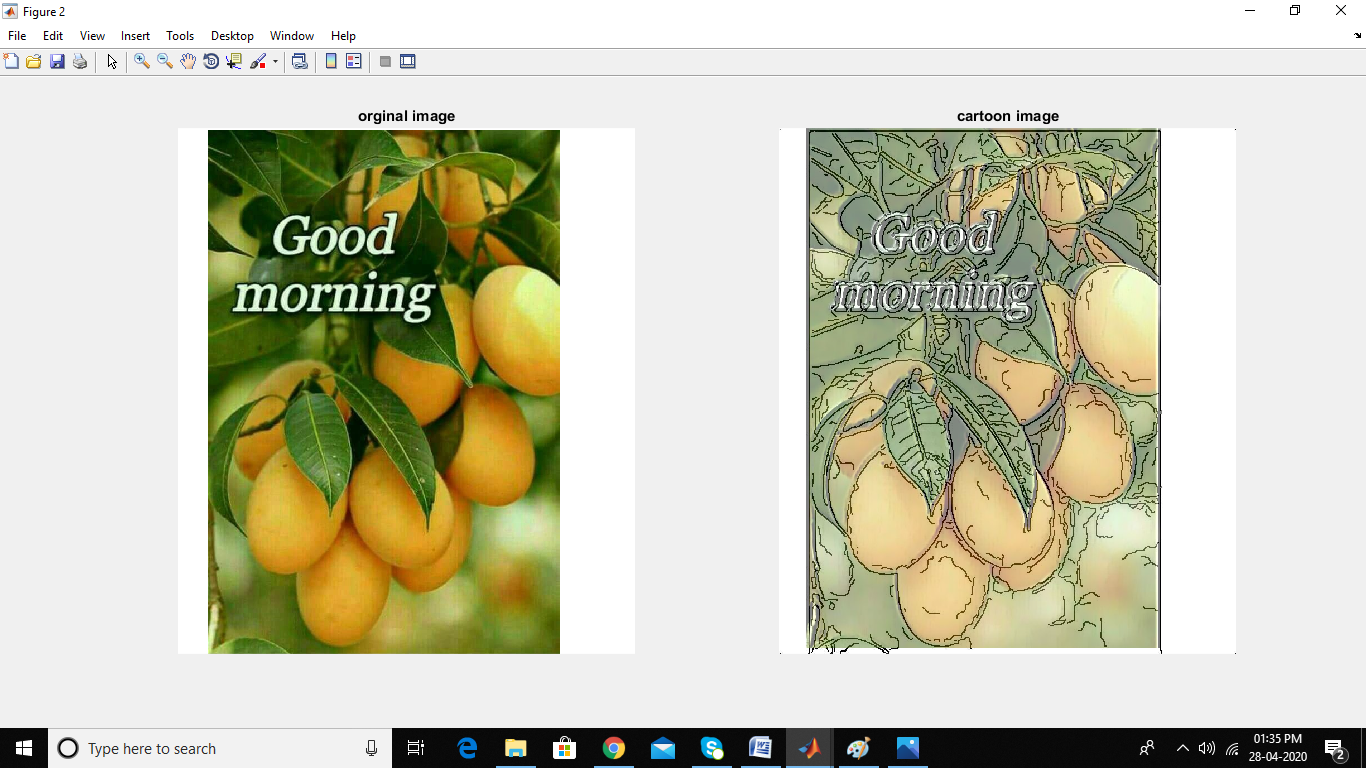 Figure 2
File Edit View Insert Tools Desktop Window Help
orginal image
cartoon image
Good
morning
Good
morning
Type here to search
01:35 PM
28-04-2020
2